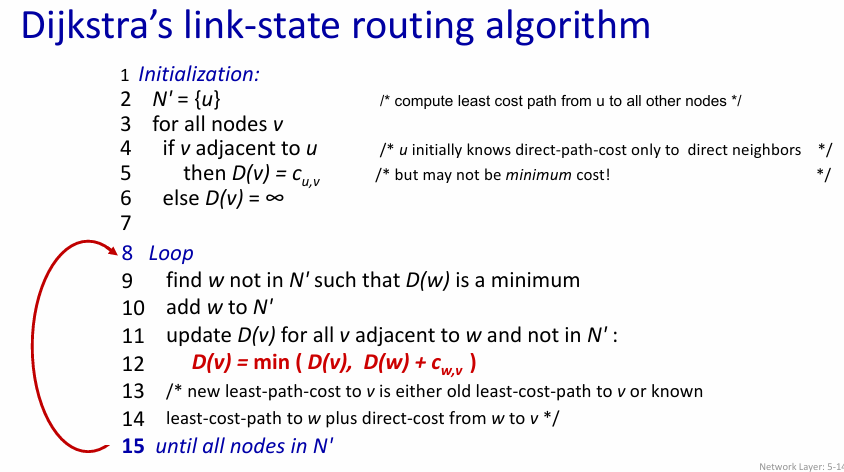 Dijkstra's link-state routing algorithm
1 Initialization:
2 N' = {u} /* compute least cost path from u to all other nodes */
3 for all nodes v
4 if v adjacent to u /* u initially knows direct-path-cost only to direct neighbors */
5 then D(v) = cu,v /* but may not be minimum cost! */
6 else D(v) = ∞
7
8 Loop
9 find w not in N' such that D(w) is a minimum
10 add w to N'
11 update D(v) for all v adjacent to w and not in N' :
12 D(v) = min ( D(v), D(w) + cw,v )
13 /* new least-path-cost to v is either old least-cost-path to v or known
14 least-cost-path to w plus direct-cost from w to v */
15 until all nodes in N'
Network Layer: 5-14